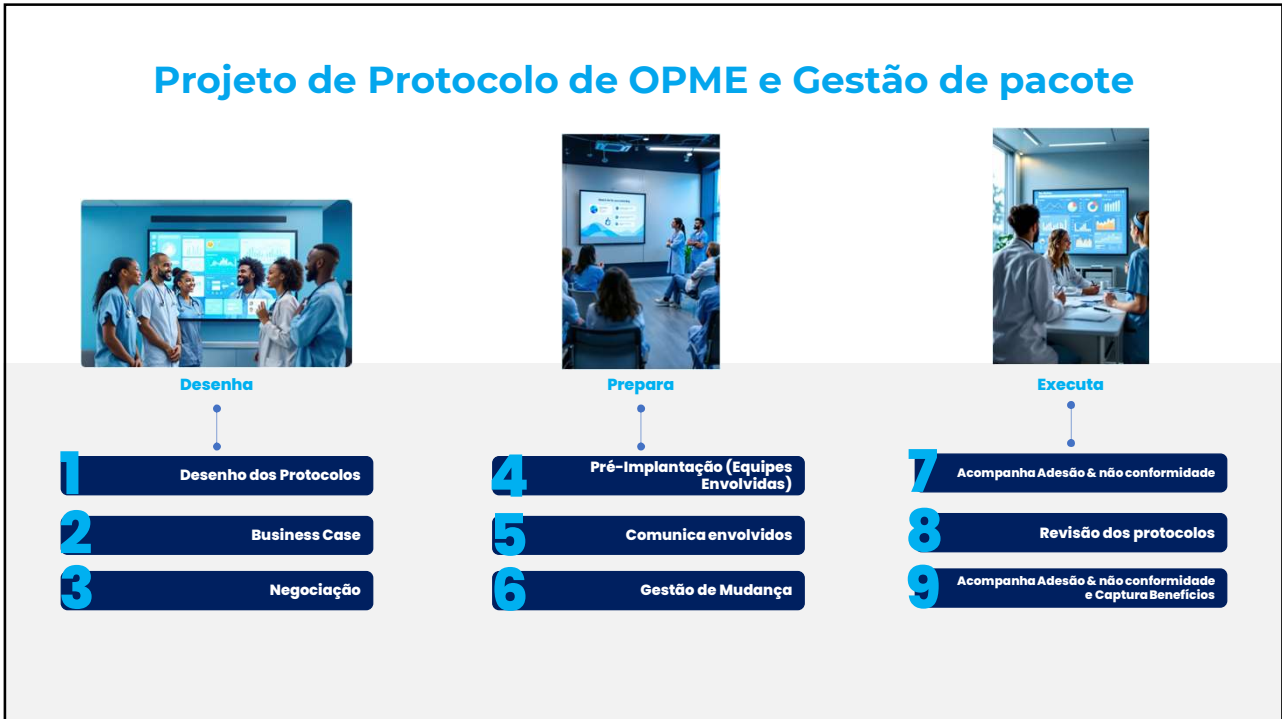 Projeto de Protocolo de OPME e Gestão de pacote
Desenha
1
Desenho dos Protocolos
2
Business Case
3
Negociação
Prepara
4
Pré-Implantação (Equipes
Envolvidas)
5
Comunica envolvidos
6
Gestão de Mudança
Executa
7
Acompanha Adesão & não conformidade
8
Revisão dos protocolos
9
Acompanha Adesão & não conformidade
e Captura Benefícios